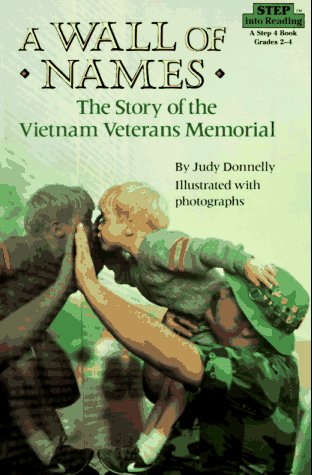 STEP™
into Reading
A Step 4 Book
Grades 2–4
A WALL OF
• NAMES •
The Story of the
Vietnam Veterans Memorial
By Judy Donnelly
Illustrated with
photographs